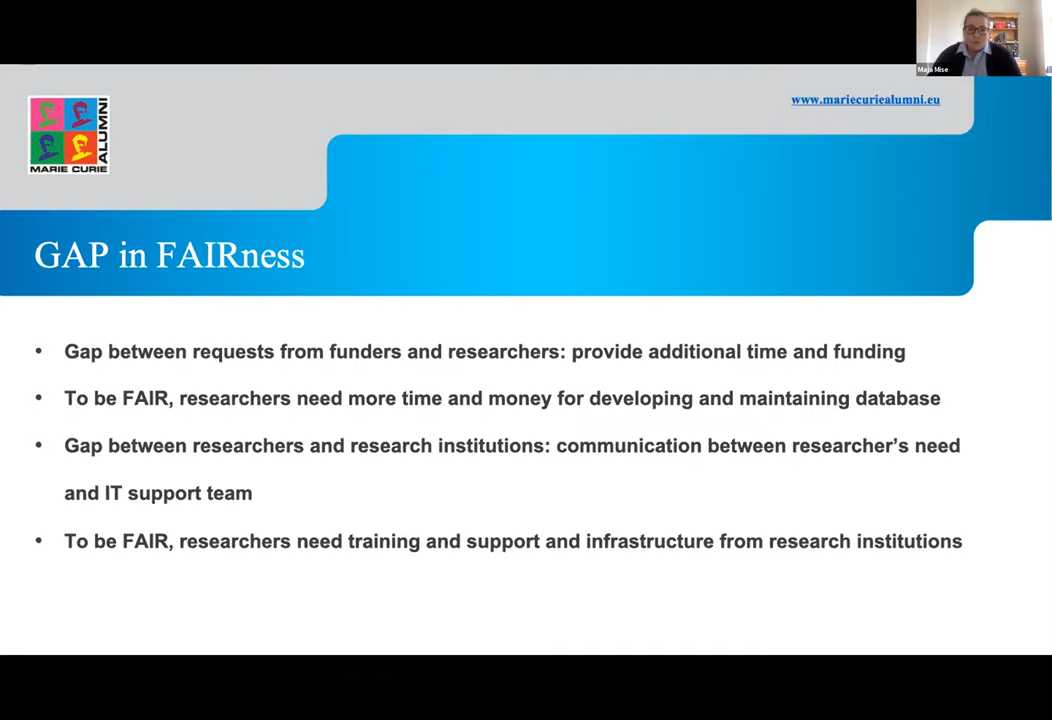 Maja Mise
www.mariecuriealumni.eu
ALUMNI
MARIE CURIE
GAP in FAIRness
• Gap between requests from funders and researchers: provide additional time and funding
• To be FAIR, researchers need more time and money for developing and maintaining database
• Gap between researchers and research institutions: communication between researcher’s need
and IT support team
• To be FAIR, researchers need training and support and infrastructure from research institutions